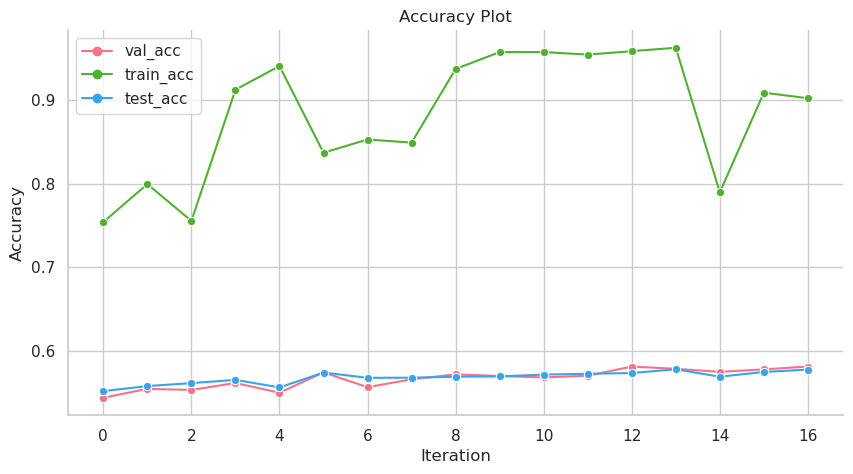 Accuracy Plot
val_acc
train_acc
test_acc
0.9
0.8
0.7
0.6
Accuracy
0 2 4 6 8 10 12 14 16
Iteration